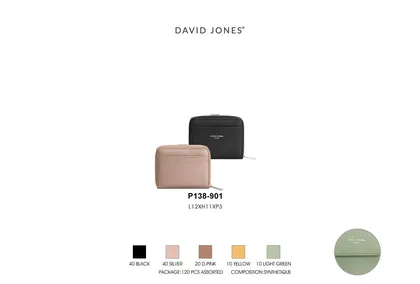 DAVID JONES®
P138-901
L12XH11XP3
40 BLACK 40 SILVER 20 D.PINK 10 YELLOW 10 LIGHT GREEN
PACKAGE:120 PCS ASSORTED COMPOSITION:SYNTHETIQUE